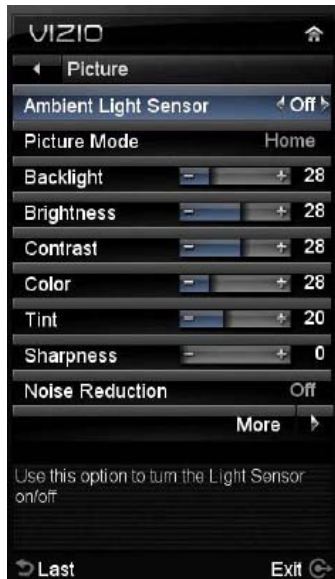 VIZIO
Picture
Ambient Light Sensor Off
Picture Mode Home
Backlight - + 28
Brightness - + 28
Contrast - + 28
Color - + 28
Tint - + 20
Sharpness - + 0
Noise Reduction Off
More
Use this option to turn the Light Sensor
on/off
Last Exit